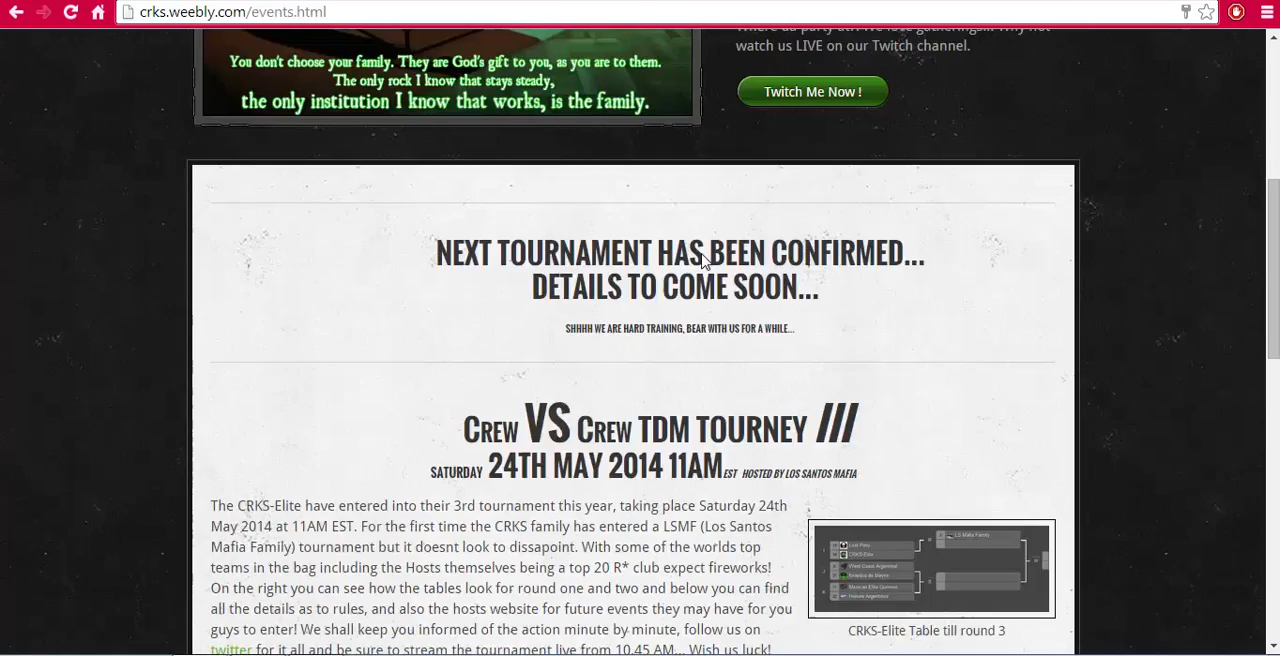 crks.weebly.com/events.html
watch us LIVE on our Twitch channel.
You don't choose your family. They are God's gift to you, as you are to them.
The only rock I know that stays steady,
the only institution I know that works, is the family.
Twitch Me Now !
NEXT TOURNAMENT HAS BEEN CONFIRMED...
DETAILS TO COME SOON...
SHHHH WE ARE HARD TRAINING, BEAR WITH US FOR A WHILE...
CREW VS CREW TDM TOURNEY III
SATURDAY 24TH MAY 2014 11AM EST HOSTED BY LOS SANTOS MAFIA
The CRKS-Elite have entered into their 3rd tournament this year, taking place Saturday 24th
May 2014 at 11AM EST. For the first time the CRKS family has entered a LSMF (Los Santos
Mafia Family) tournament but it doesnt look to dissapoint. With some of the worlds top
teams in the bag including the Hosts themselves being a top 20 R* club expect fireworks!
On the right you can see how the tables look for round one and two and below you can find
all the details as to rules, and also the hosts website for future events they may have for you
guys to enter! We shall keep you informed of the action minute by minute, follow us on
twitter for it all and be sure to stream the tournament live from 10.45 AM... Wish us luck!
CRKS-Elite
LS Mafia Family
West Coast Argentina
CRKS-Elite Table till round 3